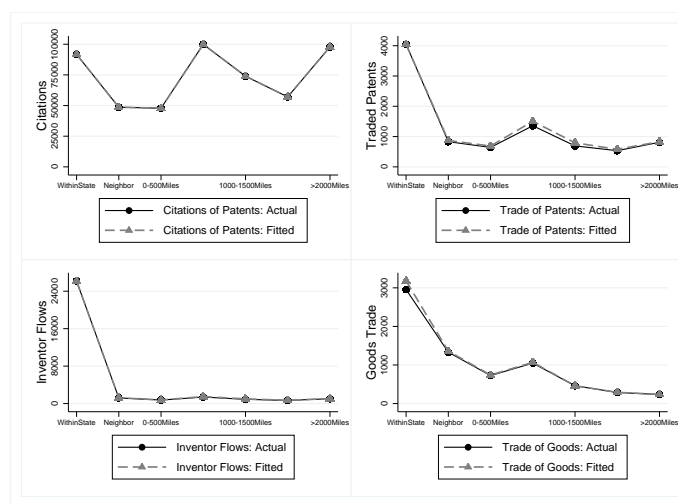 Citations
0 25000 50000 75000 100000
WithinState Neighbor 0-500Miles 1000-1500Miles >2000Miles
Citations of Patents: Actual
Citations of Patents: Fitted
Traded Patents
0 1000 2000 3000 4000
WithinState Neighbor 0-500Miles 1000-1500Miles >2000Miles
Trade of Patents: Actual
Trade of Patents: Fitted
Inventor Flows
0 8000 16000 24000
WithinState Neighbor 0-500Miles 1000-1500Miles >2000Miles
Inventor Flows: Actual
Inventor Flows: Fitted
Goods Trade
0 1000 2000 3000
WithinState Neighbor 0-500Miles 1000-1500Miles >2000Miles
Trade of Goods: Actual
Trade of Goods: Fitted